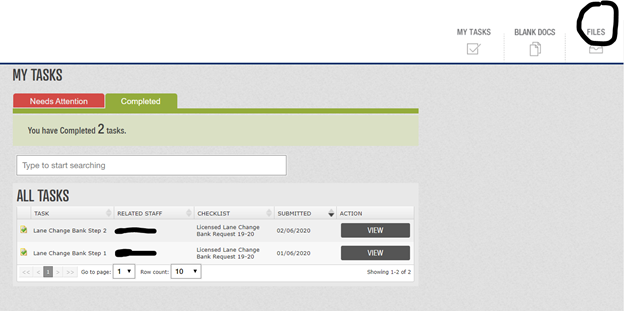 MY TASKS BLANK DOCS FILES
MY TASKS
Needs Attention Completed
You have Completed 2 tasks.
Type to start searching
ALL TASKS
TASK RELATED STAFF CHECKLIST SUBMITTED ACTION
Lane Change Bank Step 2 Licensed Lane Change Bank Request 19-20 02/06/2020 VIEW
Lane Change Bank Step 1 Licensed Lane Change Bank Request 19-20 01/06/2020 VIEW
<< < 1 > >> Go to page: 1 Row count: 10 Showing 1-2 of 2